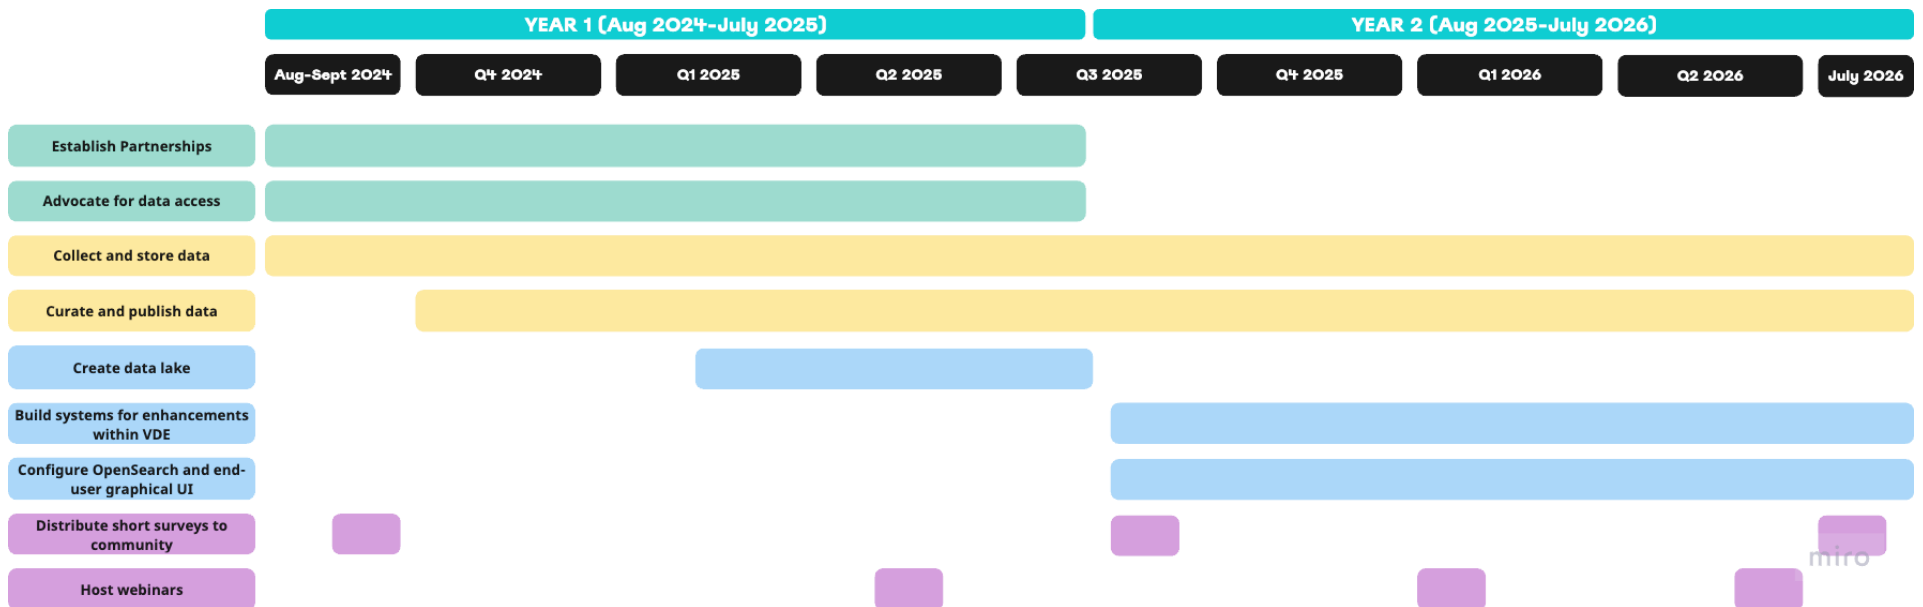 YEAR 1 (Aug 2024-July 2025)
YEAR 2 (Aug 2025-July 2026)
Aug-Sept 2024
Q4 2024
Q1 2025
Q2 2025
Q3 2025
Q4 2025
Q1 2026
Q2 2026
July 2026
Establish Partnerships
Advocate for data access
Collect and store data
Curate and publish data
Create data lake
Build systems for enhancements
within VDE
Configure OpenSearch and end-
user graphical UI
Distribute short surveys to
community
miro
Host webinars